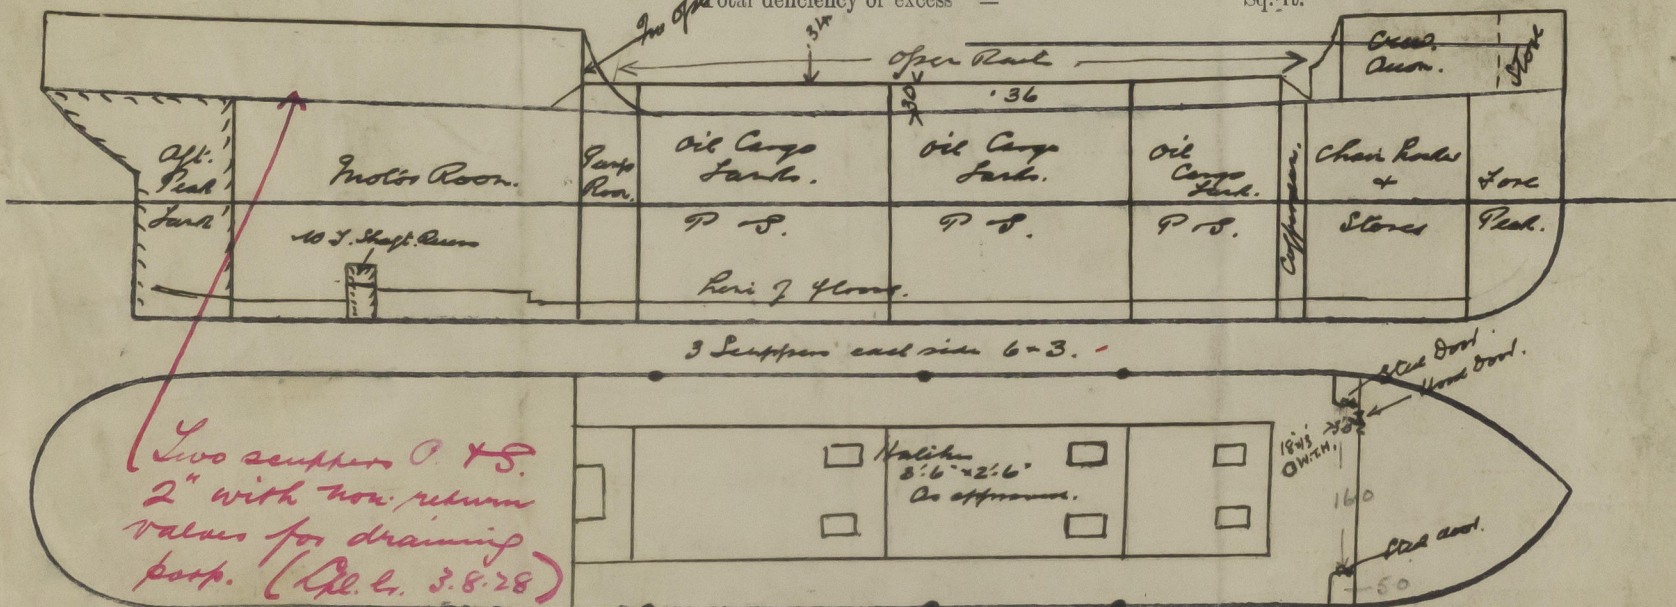 Total deficiency or excess = Sq. ft.
.34
Open Rail
Crew
Accom.
Store
30
.36
Aft.
Peak
Tank
Motor Room.
Pump
Room.
Oil Cargo
Tanks.
P S.
Oil Cargo
Tanks.
P S.
Oil
Cargo
Tank.
P S.
Cofferdam.
Chain Locker
+
Stores
Fore
Peak.
W.T. Shaft Recess
Line of floors.
3 Scuppers each side 6 × 3.
Steel Door
Wood Door.
Hatches
3'.6" × 2'.6"
As approved.
O.W.T.H.
160
Steel door.
50
Two scuppers P. & S.
2" with non-return
valves for draining
poop. (3.8.28)